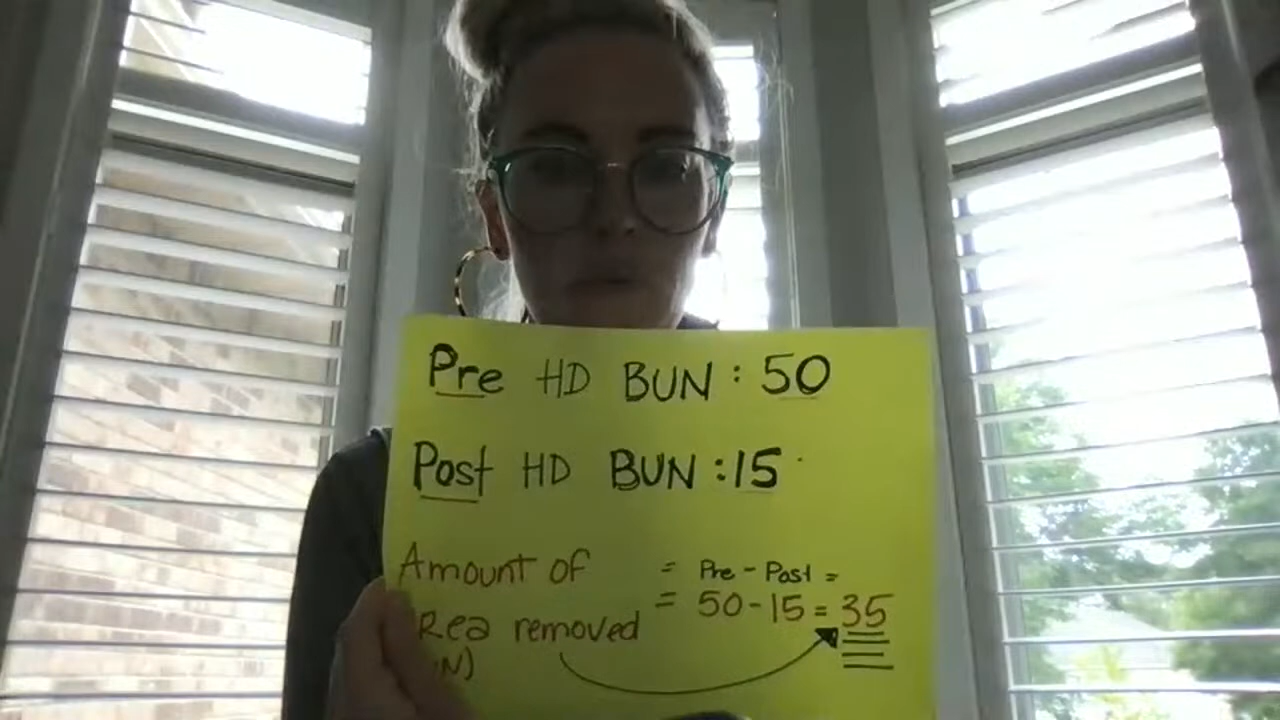 Pre HD BUN: 50
Post HD BUN: 15
Amount of = Pre - Post =
Rea removed = 50 - 15 = 35
N)